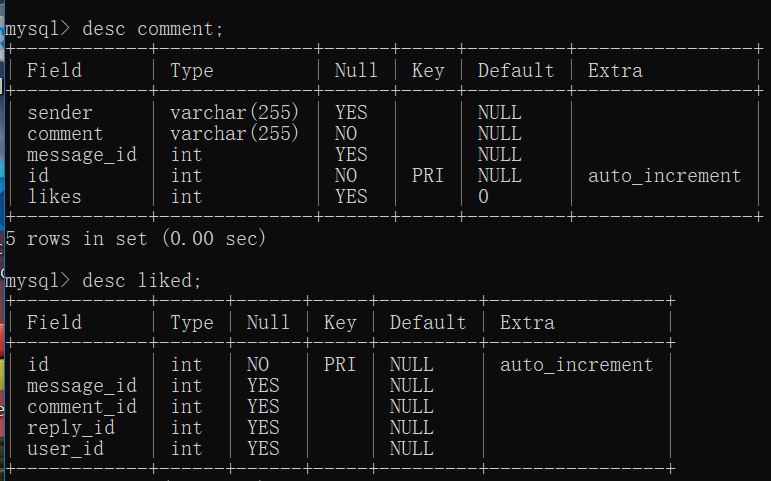 mysql> desc comment;
Field Type Null Key Default Extra
sender varchar(255) YES NULL
comment varchar(255) NO NULL
message_id int YES NULL
id int NO PRI NULL auto_increment
likes int YES 0
5 rows in set (0.00 sec)
mysql> desc liked;
Field Type Null Key Default Extra
id int NO PRI NULL auto_increment
message_id int YES NULL
comment_id int YES NULL
reply_id int YES NULL
user_id int YES NULL